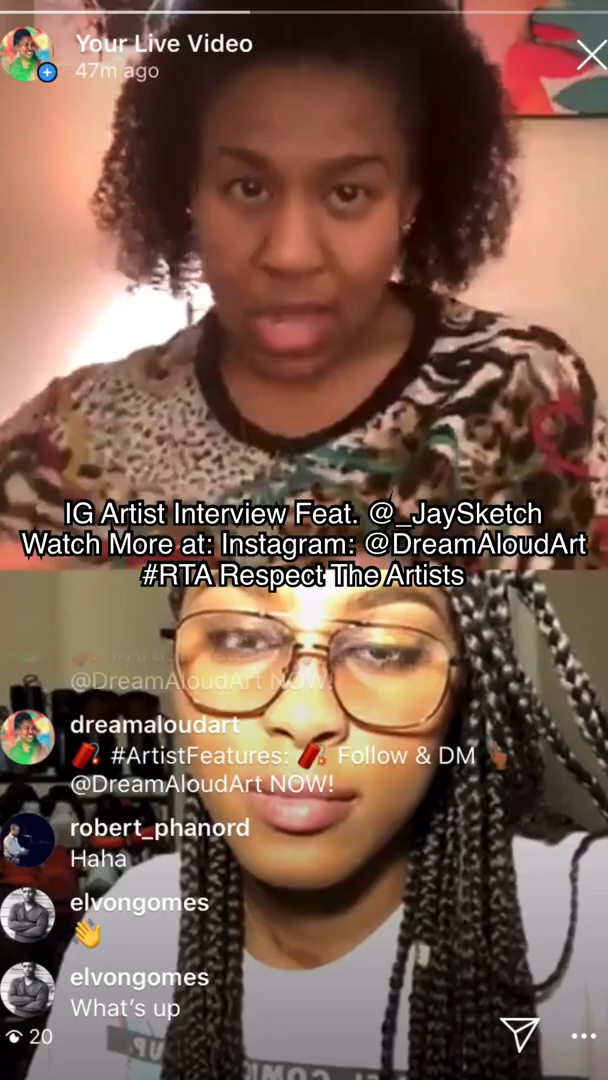 Your Live Video
47m ago
IG Artist Interview Feat. @_JaySketch
Watch More at: Instagram: @DreamAloudArt
#RTA Respect The Artists
@DreamAloudArt NOW!
dreamaloudart
🧨 #ArtistFeatures: 🧨 Follow & DM 👆🏾
@DreamAloudArt NOW!
robert_phanord
Haha
elvongomes
👋
elvongomes
What's up
20